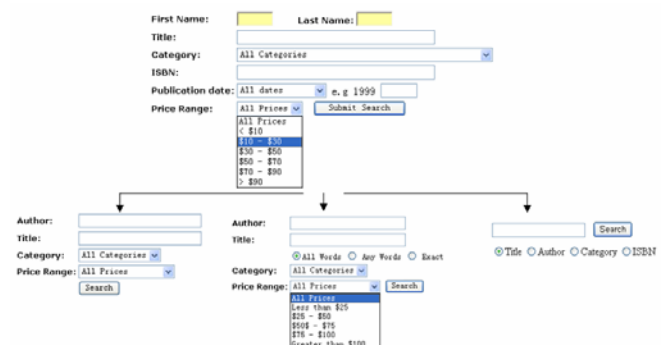 First Name: Last Name:
Title:
Category: All Categories
ISBN:
Publication date: All dates e.g 1999
Price Range: All Prices Submit Search
All Prices
< $10
$10 - $30
$30 - $50
$50 - $70
$70 - $90
> $90
Author:
Title:
Category: All Categories
Price Range: All Prices
Search
Author:
Title:
All Words Any Words Exact
Category: All Categories
Price Range: All Prices Search
All Prices
Less than $25
$25 - $50
$50$ - $75
$75 - $100
Greater than $100
Search
Title Author Category ISBN